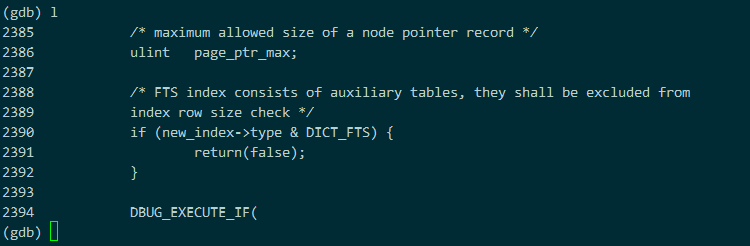 (gdb) l
2385            /* maximum allowed size of a node pointer record */
2386            ulint   page_ptr_max;
2387
2388            /* FTS index consists of auxiliary tables, they shall be excluded from
2389            index row size check */
2390            if (new_index->type & DICT_FTS) {
2391                    return(false);
2392            }
2393
2394            DBUG_EXECUTE_IF(
(gdb)